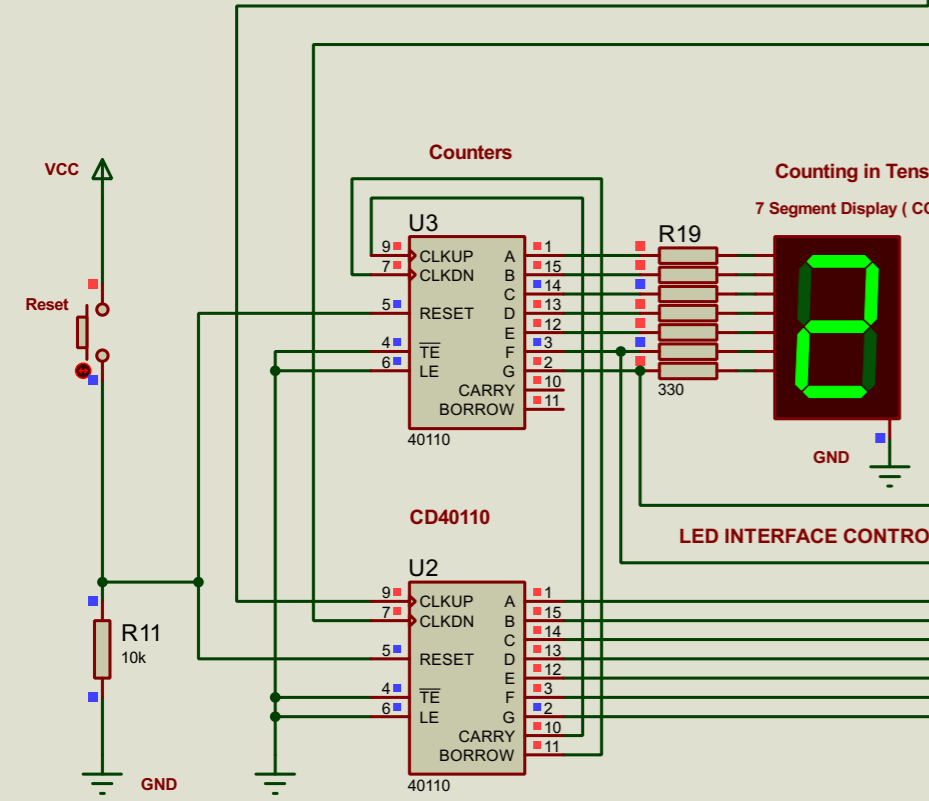 Counters
VCC
Counting in Tens
7 Segment Display ( CC
U3
R19
9 CLKUP A 1
7 CLKDN B 15
C 14
Reset
5 RESET D 13
E 12
4 TE F 3
6 LE G 2
CARRY 10
330
BORROW 11
40110
GND
CD40110
LED INTERFACE CONTRO
U2
9 CLKUP A 1
7 CLKDN B 15
R11
C 14
10k
5 RESET D 13
E 12
4 TE F 3
6 LE G 2
CARRY 10
BORROW 11
GND
40110